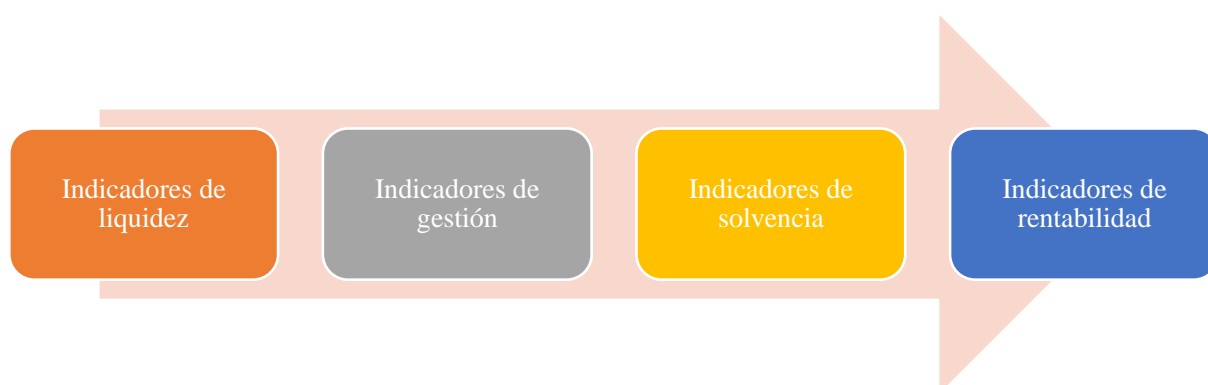 Indicadores de
liquidez
Indicadores de
gestión
Indicadores de
solvencia
Indicadores de
rentabilidad